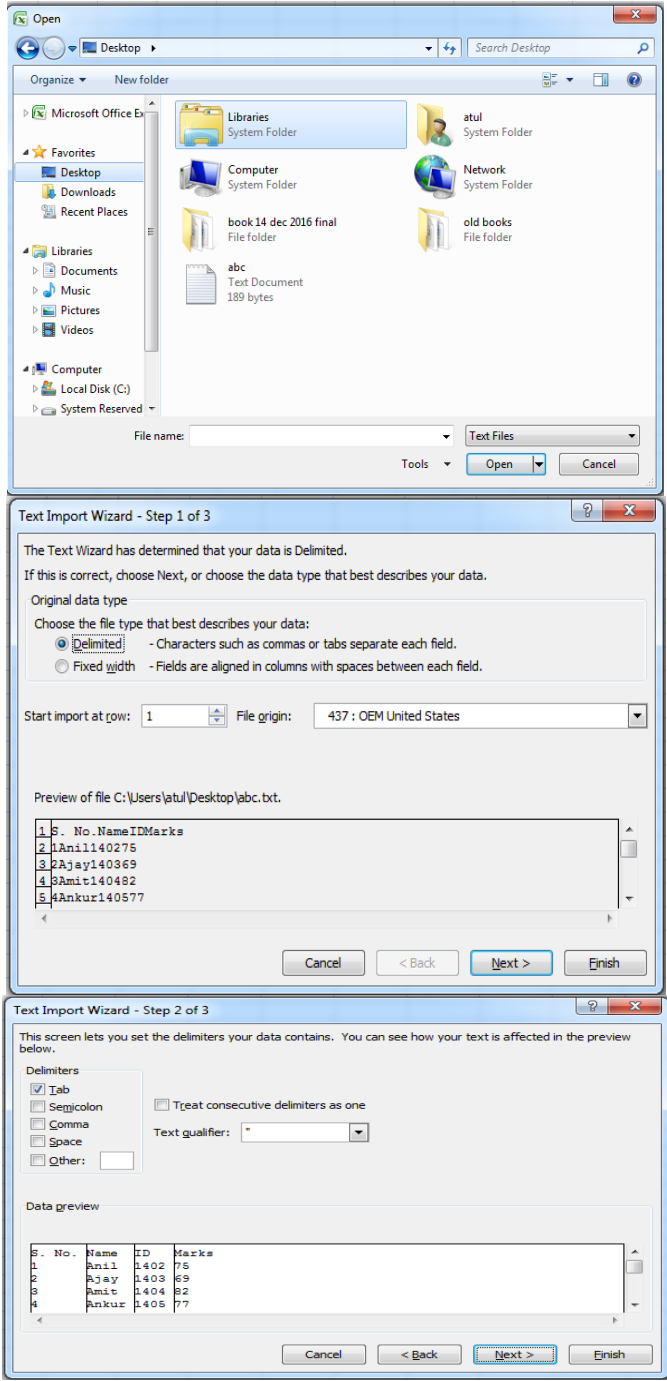 Open
Desktop
Search Desktop
Organize
New folder
Microsoft Office Ex
Favorites
Desktop
Downloads
Recent Places
Libraries
Documents
Music
Pictures
Videos
Computer
Local Disk (C:)
System Reserved
Libraries
System Folder
atul
System Folder
Computer
System Folder
Network
System Folder
book 14 dec 2016 final
File folder
old books
File folder
abc
Text Document
189 bytes
File name:
Text Files
Tools
Open
Cancel
Text Import Wizard - Step 1 of 3
The Text Wizard has determined that your data is Delimited.
If this is correct, choose Next, or choose the data type that best describes your data.
Original data type
Choose the file type that best describes your data:
Delimited - Characters such as commas or tabs separate each field.
Fixed width - Fields are aligned in columns with spaces between each field.
Start import at row: 1 File origin: 437 : OEM United States
Preview of file C:\Users\atul\Desktop\abc.txt.
1 S. No.NameIDMarks
2 1Anil140275
3 2Ajay140369
4 3Amit140482
5 4Ankur140577
Cancel < Back Next > Finish
Text Import Wizard - Step 2 of 3
This screen lets you set the delimiters your data contains. You can see how your text is affected in the preview
below.
Delimiters
Tab
Semicolon
Comma
Space
Other:
Treat consecutive delimiters as one
Text qualifier: "
Data preview
S. No. Name ID Marks
1 Anil 1402 75
2 Ajay 1403 69
3 Amit 1404 82
4 Ankur 1405 77
Cancel < Back Next > Finish